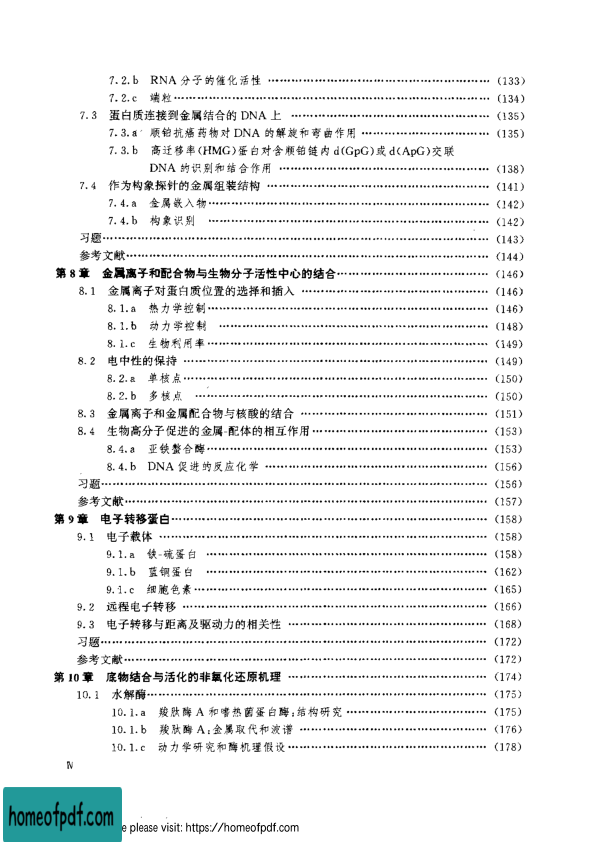 7.2.b RNA 分子的催化活性 ……………………………………………… (133)
7.2.c 端粒 ……………………………………………… (134)
7.3 蛋白质连接到金属结合的 DNA 上 ……………………………………………… (135)
7.3.a 顺铂抗癌药物对 DNA 的解旋和弯曲作用 ……………………………………………… (135)
7.3.b 高迁移率(HMG)蛋白对含顺铂链内 d(GpG)或 d(ApG)交联
DNA 的识别和结合作用 ……………………………………………… (138)
7.4 作为构象探针的金属组装结构 ……………………………………………… (141)
7.4.a 金属嵌入物 ……………………………………………… (142)
7.4.b 构象识别 ……………………………………………… (142)
习题 ……………………………………………… (143)
参考文献 ……………………………………………… (144)
第 8 章 金属离子和配合物与生物分子活性中心的结合 ……………………………………………… (146)
8.1 金属离子对蛋白质位置的选择和插入 ……………………………………………… (146)
8.1.a 热力学控制 ……………………………………………… (146)
8.1.b 动力学控制 ……………………………………………… (148)
8.1.c 生物利用率 ……………………………………………… (149)
8.2 电中性的保持 ……………………………………………… (149)
8.2.a 单核点 ……………………………………………… (150)
8.2.b 多核点 ……………………………………………… (150)
8.3 金属离子和金属配合物与核酸的结合 ……………………………………………… (151)
8.4 生物高分子促进的金属-配体的相互作用 ……………………………………………… (153)
8.4.a 亚铁螯合酶 ……………………………………………… (153)
8.4.b DNA 促进的反应化学 ……………………………………………… (156)
习题 ……………………………………………… (156)
参考文献 ……………………………………………… (157)
第 9 章 电子转移蛋白 ……………………………………………… (158)
9.1 电子载体 ……………………………………………… (158)
9.1.a 铁-硫蛋白 ……………………………………………… (158)
9.1.b 蓝铜蛋白 ……………………………………………… (162)
9.1.c 细胞色素 ……………………………………………… (165)
9.2 远程电子转移 ……………………………………………… (166)
9.3 电子转移与距离及驱动力的相关性 ……………………………………………… (168)
习题 ……………………………………………… (172)
参考文献 ……………………………………………… (172)
第 10 章 底物结合与活化的非氧化还原机理 ……………………………………………… (174)
10.1 水解酶 ……………………………………………… (175)
10.1.a 羧肽酶 A 和嗜热菌蛋白酶:结构研究 ……………………………………………… (175)
10.1.b 羧肽酶 A:金属取代和波谱 ……………………………………………… (176)
10.1.c 动力学研究和酶机理假设 ……………………………………………… (178)
Ⅳ
homeofpdf.com
e please visit: https://homeofpdf.com